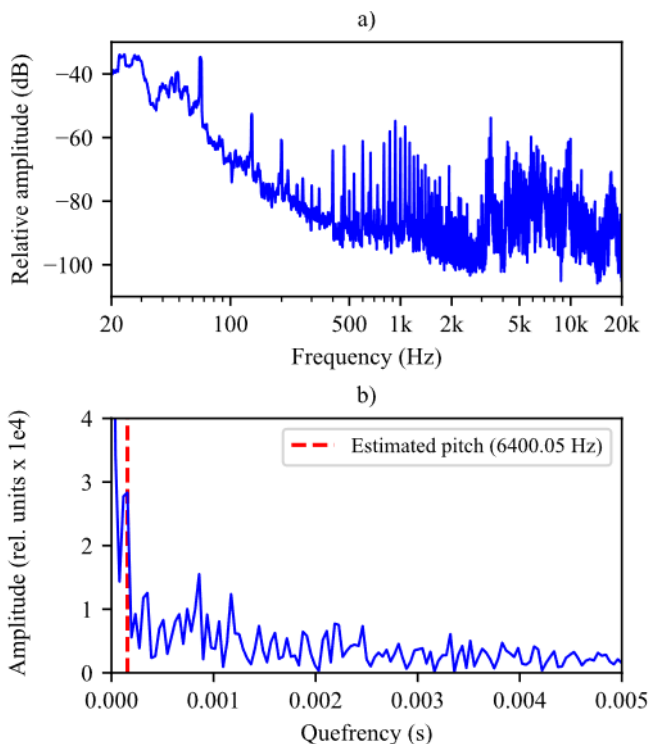 a)
Relative amplitude (dB)
−40
−60
−80
−100
20 100 500 1k 2k 5k 10k 20k
Frequency (Hz)
b)
Amplitude (rel. units x 1e4)
4
3
2
1
0
Estimated pitch (6400.05 Hz)
0.000 0.001 0.002 0.003 0.004 0.005
Quefrency (s)